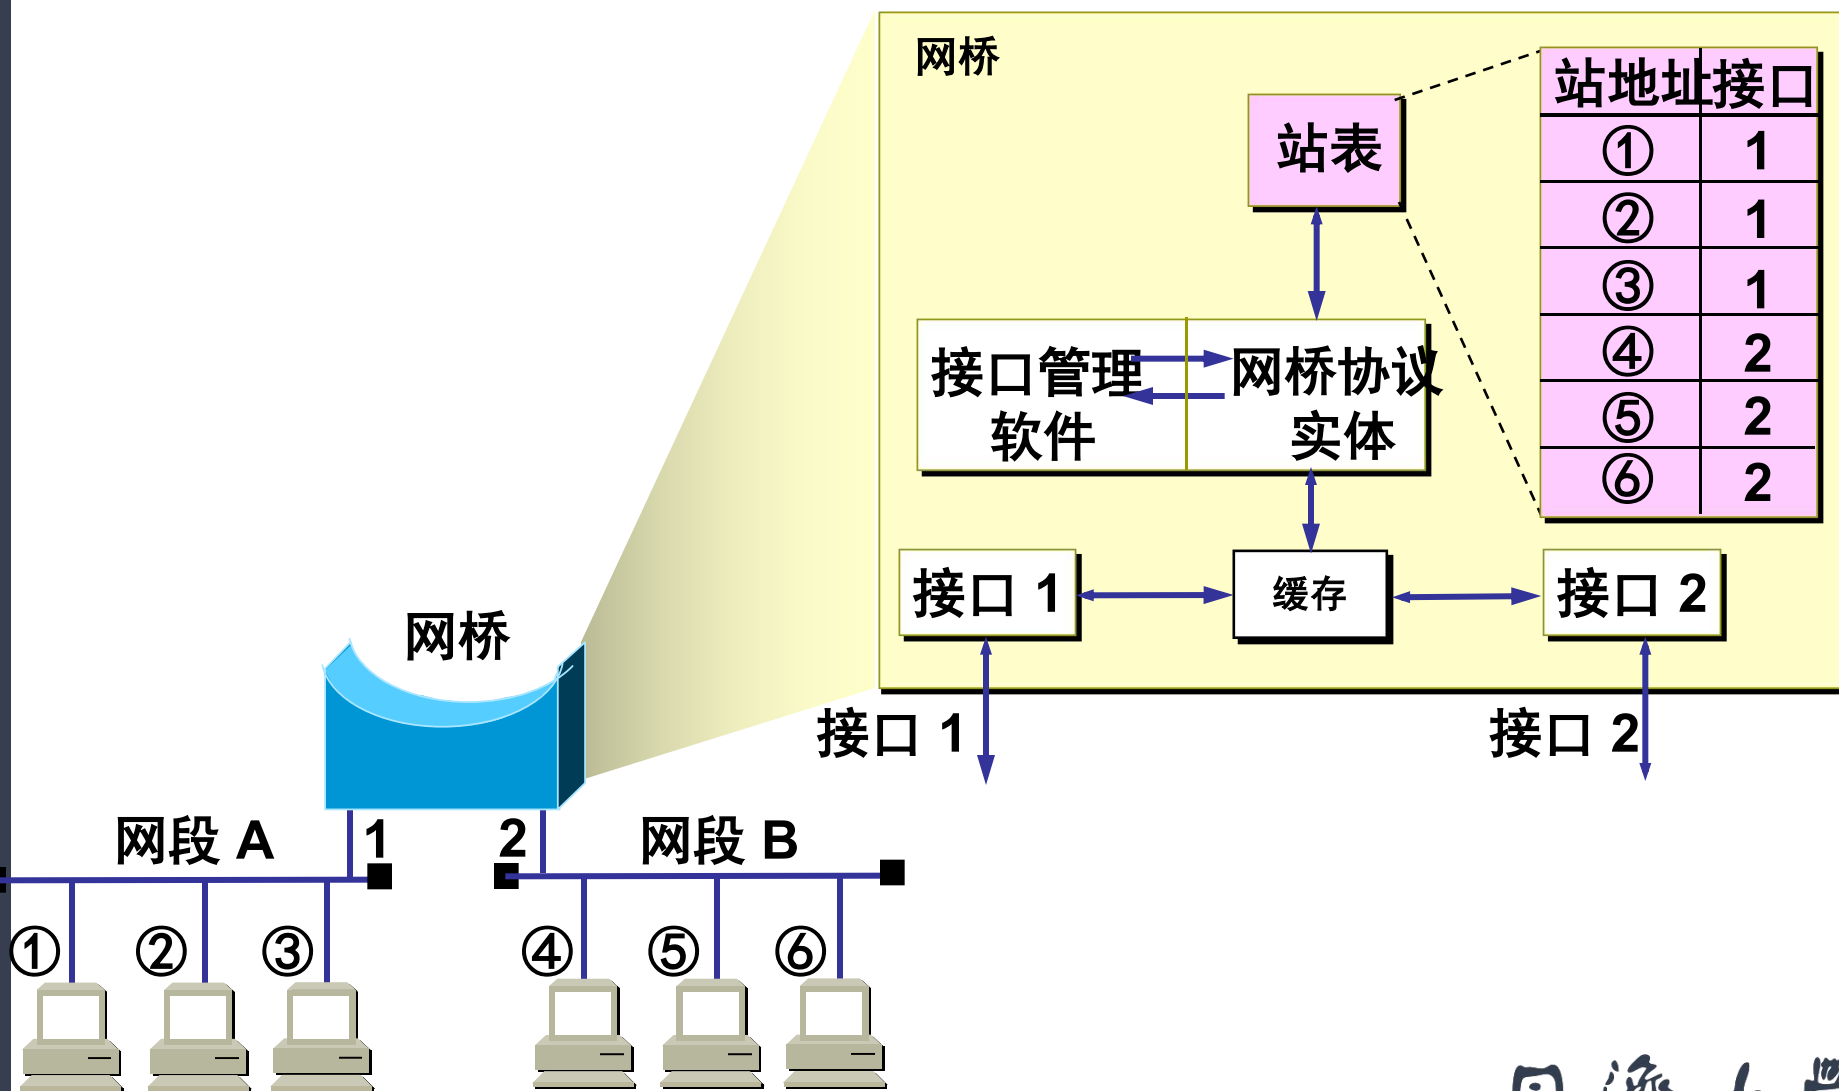 网桥
站表
站地址 接口
① 1
② 1
③ 1
④ 2
⑤ 2
⑥ 2
接口管理
软件
网桥协议
实体
接口 1
缓存
接口 2
网桥
接口 1
接口 2
网段 A
1
2
网段 B
①
②
③
④
⑤
⑥